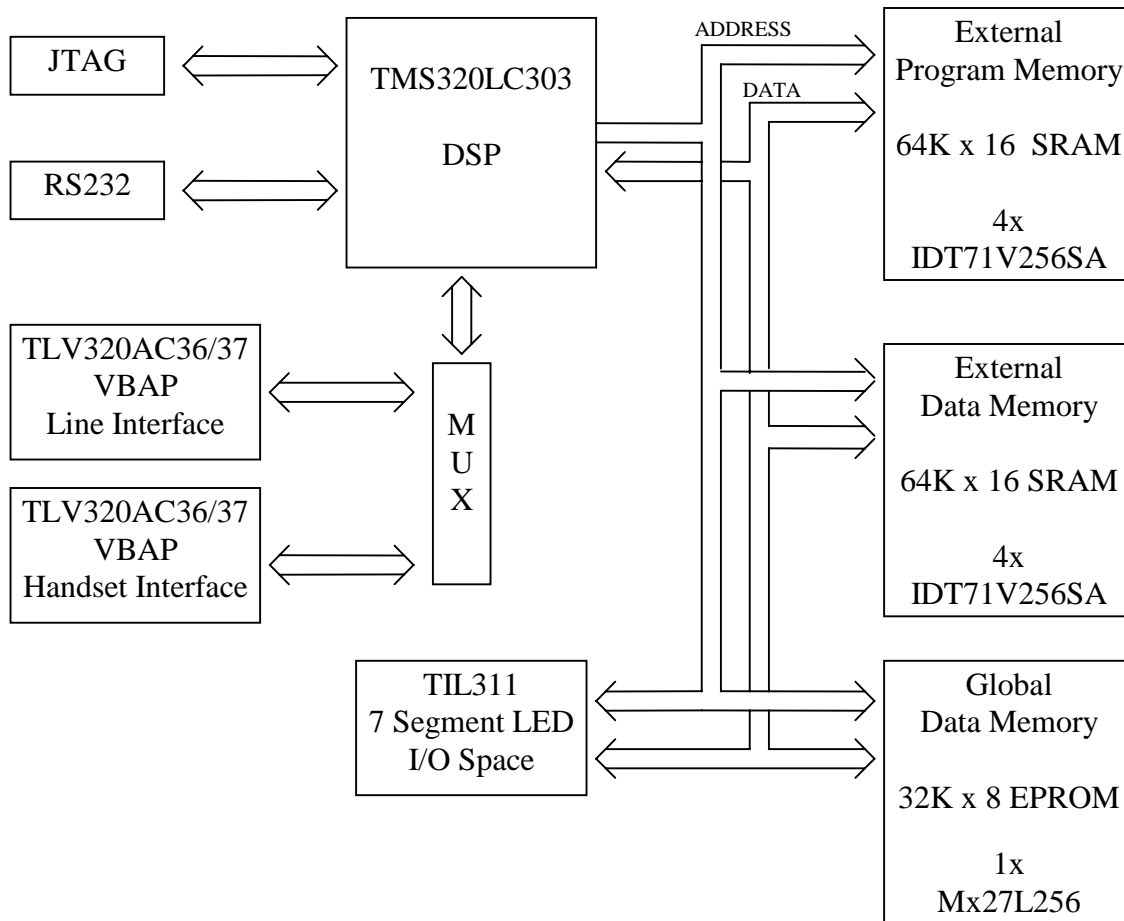 JTAG
RS232
TMS320LC303
DSP
ADDRESS
DATA
External
Program Memory
64K x 16 SRAM
4x
IDT71V256SA
TLV320AC36/37
VBAP
Line Interface
TLV320AC36/37
VBAP
Handset Interface
M
U
X
External
Data Memory
64K x 16 SRAM
4x
IDT71V256SA
TIL311
7 Segment LED
I/O Space
Global
Data Memory
32K x 8 EPROM
1x
Mx27L256